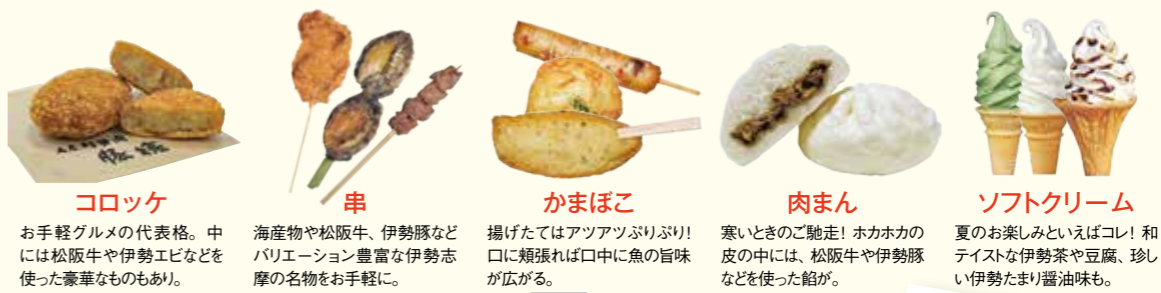 コロッケ
お手軽グルメの代表格。中
には松阪牛や伊勢エビなどを
使った豪華なものもあり。
串
海産物や松阪牛、伊勢豚など
バリエーション豊富な伊勢志
摩の名物をお手軽に。
かまぼこ
揚げたてはアツアツぷりぷり!
口に頬張れば口中に魚の旨味
が広がる。
肉まん
寒いときのご馳走! ホカホカの
皮の中には、松阪牛や伊勢豚
などを使った餡が。
ソフトクリーム
夏のお楽しみといえばコレ! 和
テイストな伊勢茶や豆腐、珍し
い伊勢たまり醤油味も。